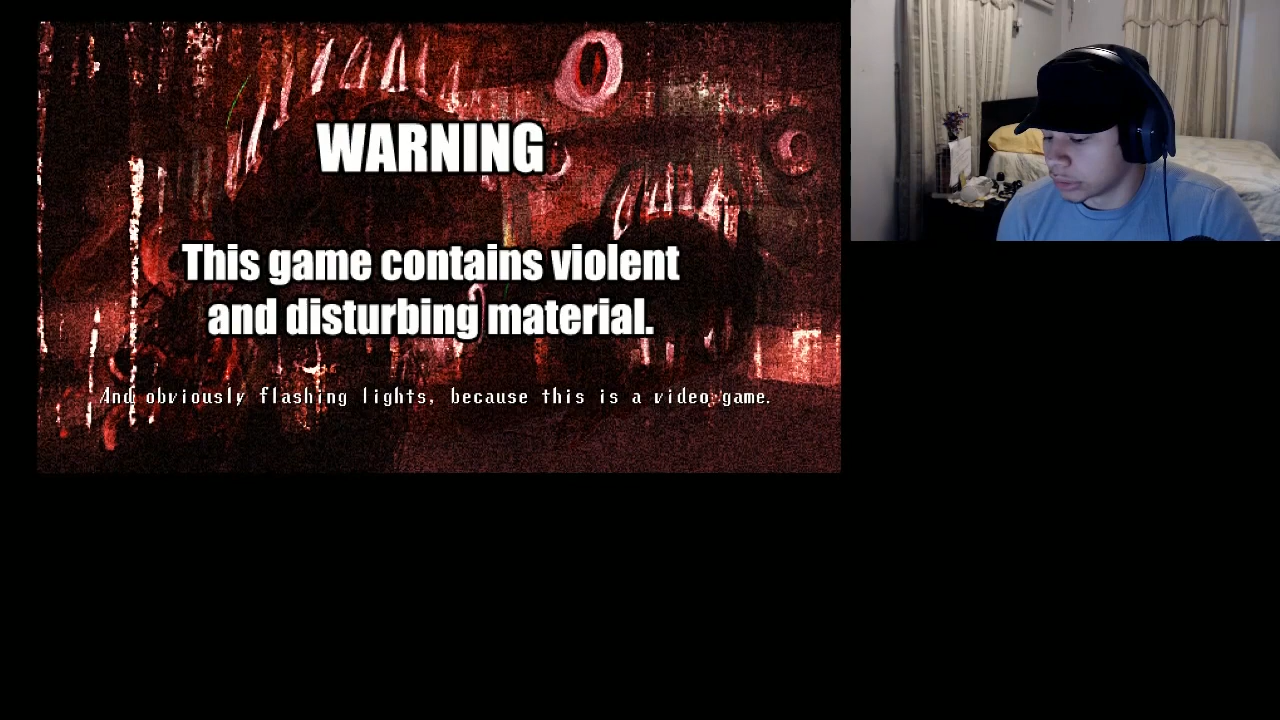 WARNING
This game contains violent
and disturbing material.
And obviously flashing lights, because this is a video game.